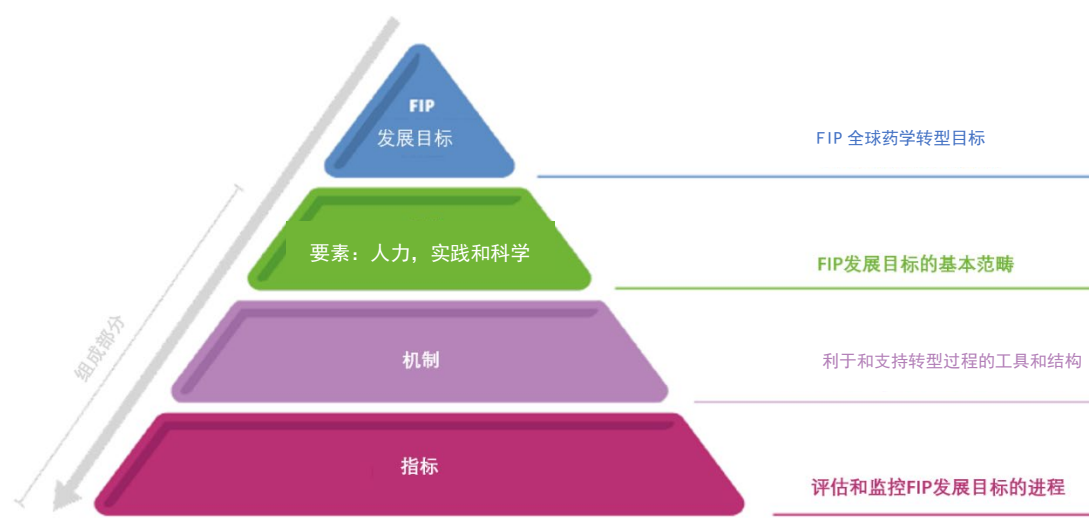 FIP
发展目标
FIP 全球药学转型目标
要素：人力，实践和科学
FIP发展目标的基本范畴
组成部分
机制
利于和支持转型过程的工具和结构
指标
评估和监控FIP发展目标的进程